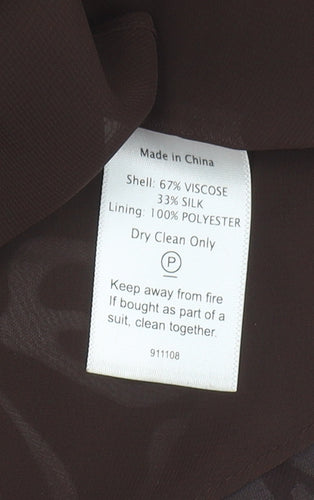 Made in China
Shell: 67% VISCOSE
33% SILK
Lining: 100% POLYESTER
Dry Clean Only
P
Keep away from fire
If bought as part of a
suit, clean together.
911108